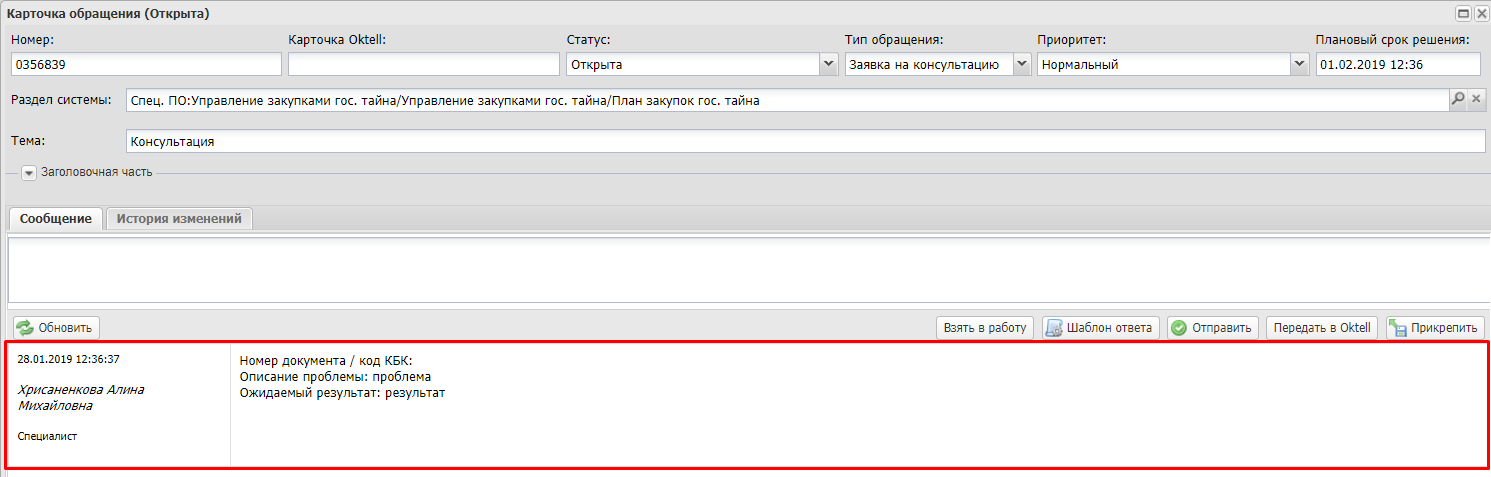 Карточка обращения (Открыта)
Номер: Карточка Oktell: Статус: Тип обращения: Приоритет: Плановый срок решения:
0356839 Открыта Заявка на консультацию Нормальный 01.02.2019 12:36
Раздел системы: Спец. ПО:Управление закупками гос. тайна/Управление закупками гос. тайна/План закупок гос. тайна
Тема: Консультация
Заголовочная часть
Сообщение История изменений
Обновить Взять в работу Шаблон ответа Отправить Передать в Oktell Прикрепить
28.01.2019 12:36:37
Хрисаненкова Алина
Михайловна
Специалист
Номер документа / код КБК:
Описание проблемы: проблема
Ожидаемый результат: результат